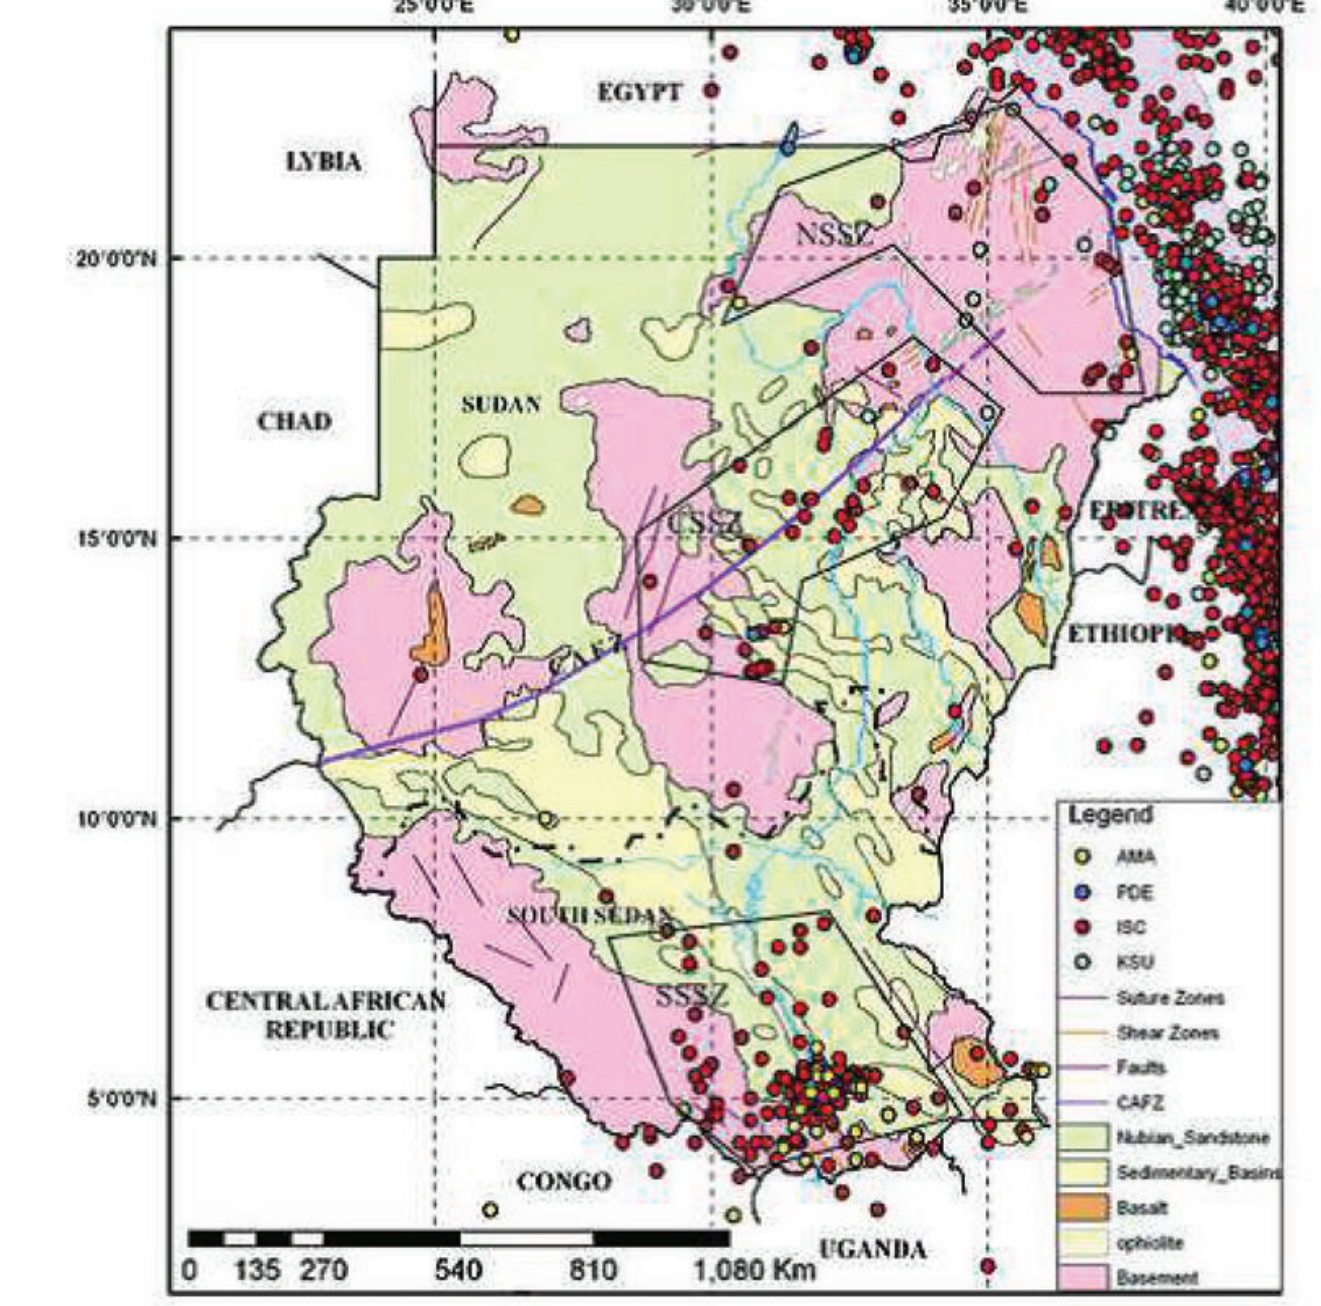 25°0'0"E 30°0'0"E 35°0'0"E 40°0'0"E
EGYPT
LYBIA
NSSZ
20°0'0"N
SUDAN
CHAD
CSSZ
ERITRE
15°0'0"N
ETHIOPI
CAFZ
10°0'0"N
SOUTH SUDAN
SSSZ
CENTRAL AFRICAN
REPUBLIC
5°0'0"N
CONGO
UGANDA
0 135 270 540 810 1,080 Km
Legend
AMA
PDE
ISC
KSU
Suture Zones
Shear Zones
Faults
CAFZ
Nubian_Sandstone
Sedimentary_Basins
Basalt
ophiolite
Basement